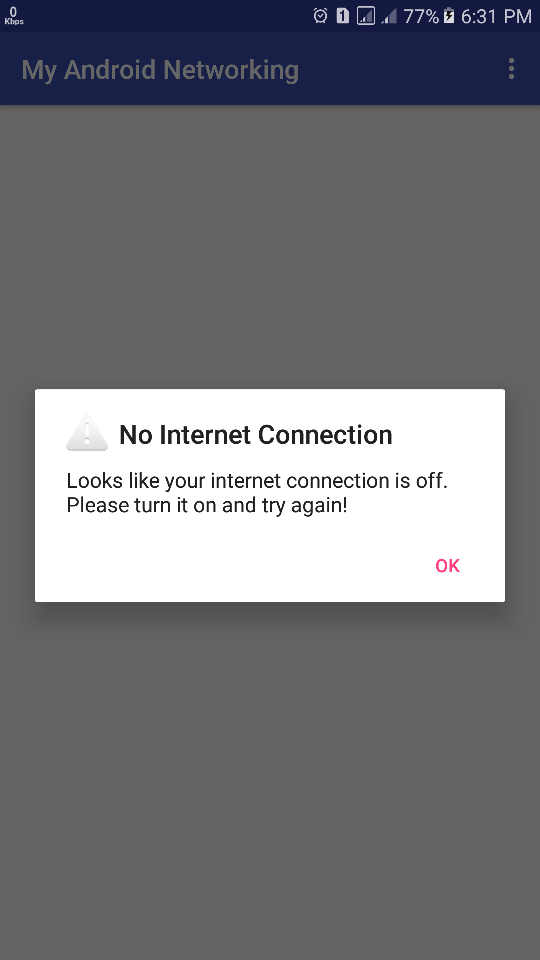 0
Kbps
1
77%
6:31 PM
My Android Networking
No Internet Connection
Looks like your internet connection is off.
Please turn it on and try again!
OK